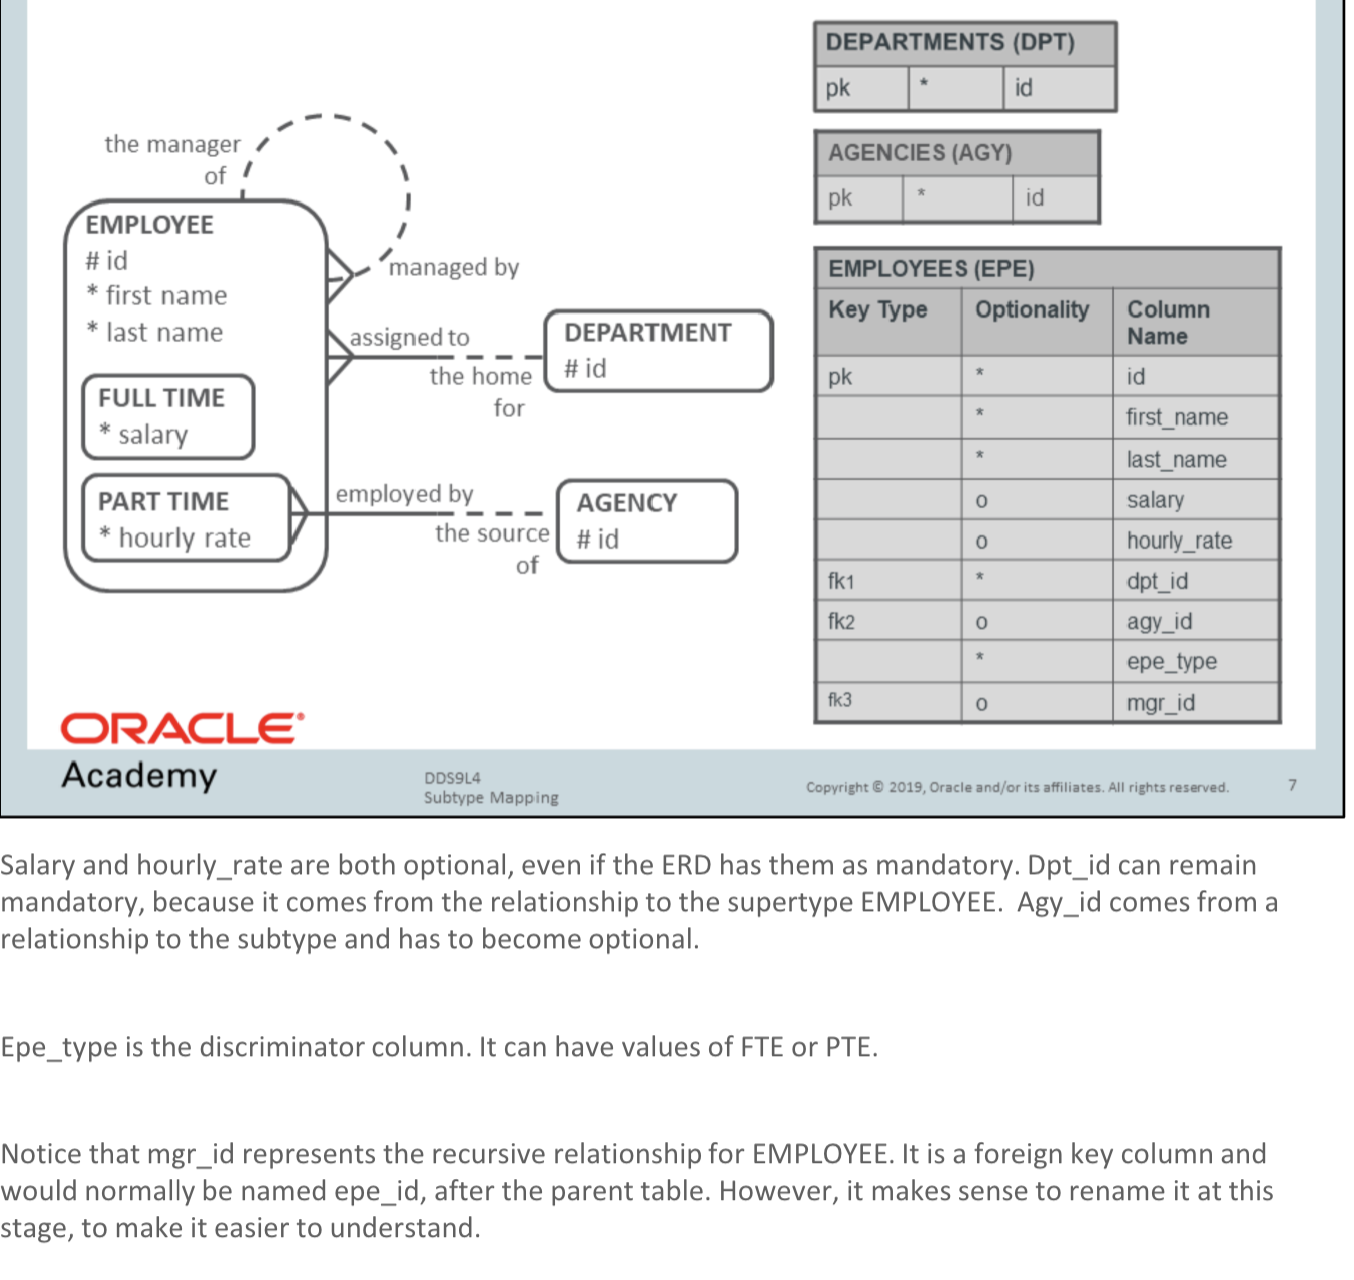 the manager
of
EMPLOYEE
# id
* first name
* last name
managed by
assigned to
the home
for
DEPARTMENT
# id
FULL TIME
* salary
PART TIME
* hourly rate
employed by
the source
of
AGENCY
# id
DEPARTMENTS (DPT)
pk * id
AGENCIES (AGY)
pk * id
EMPLOYEES (EPE)
Key Type Optionality Column
Name
pk * id
* first_name
* last_name
o salary
o hourly_rate
fk1 * dpt_id
fk2 o agy_id
* epe_type
fk3 o mgr_id
ORACLE
Academy
DDS9L4
Subtype Mapping
Copyright © 2019, Oracle and/or its affiliates. All rights reserved.
7
Salary and hourly_rate are both optional, even if the ERD has them as mandatory. Dpt_id can remain
mandatory, because it comes from the relationship to the supertype EMPLOYEE.  Agy_id comes from a
relationship to the subtype and has to become optional.
Epe_type is the discriminator column. It can have values of FTE or PTE.
Notice that mgr_id represents the recursive relationship for EMPLOYEE. It is a foreign key column and
would normally be named epe_id, after the parent table. However, it makes sense to rename it at this
stage, to make it easier to understand.